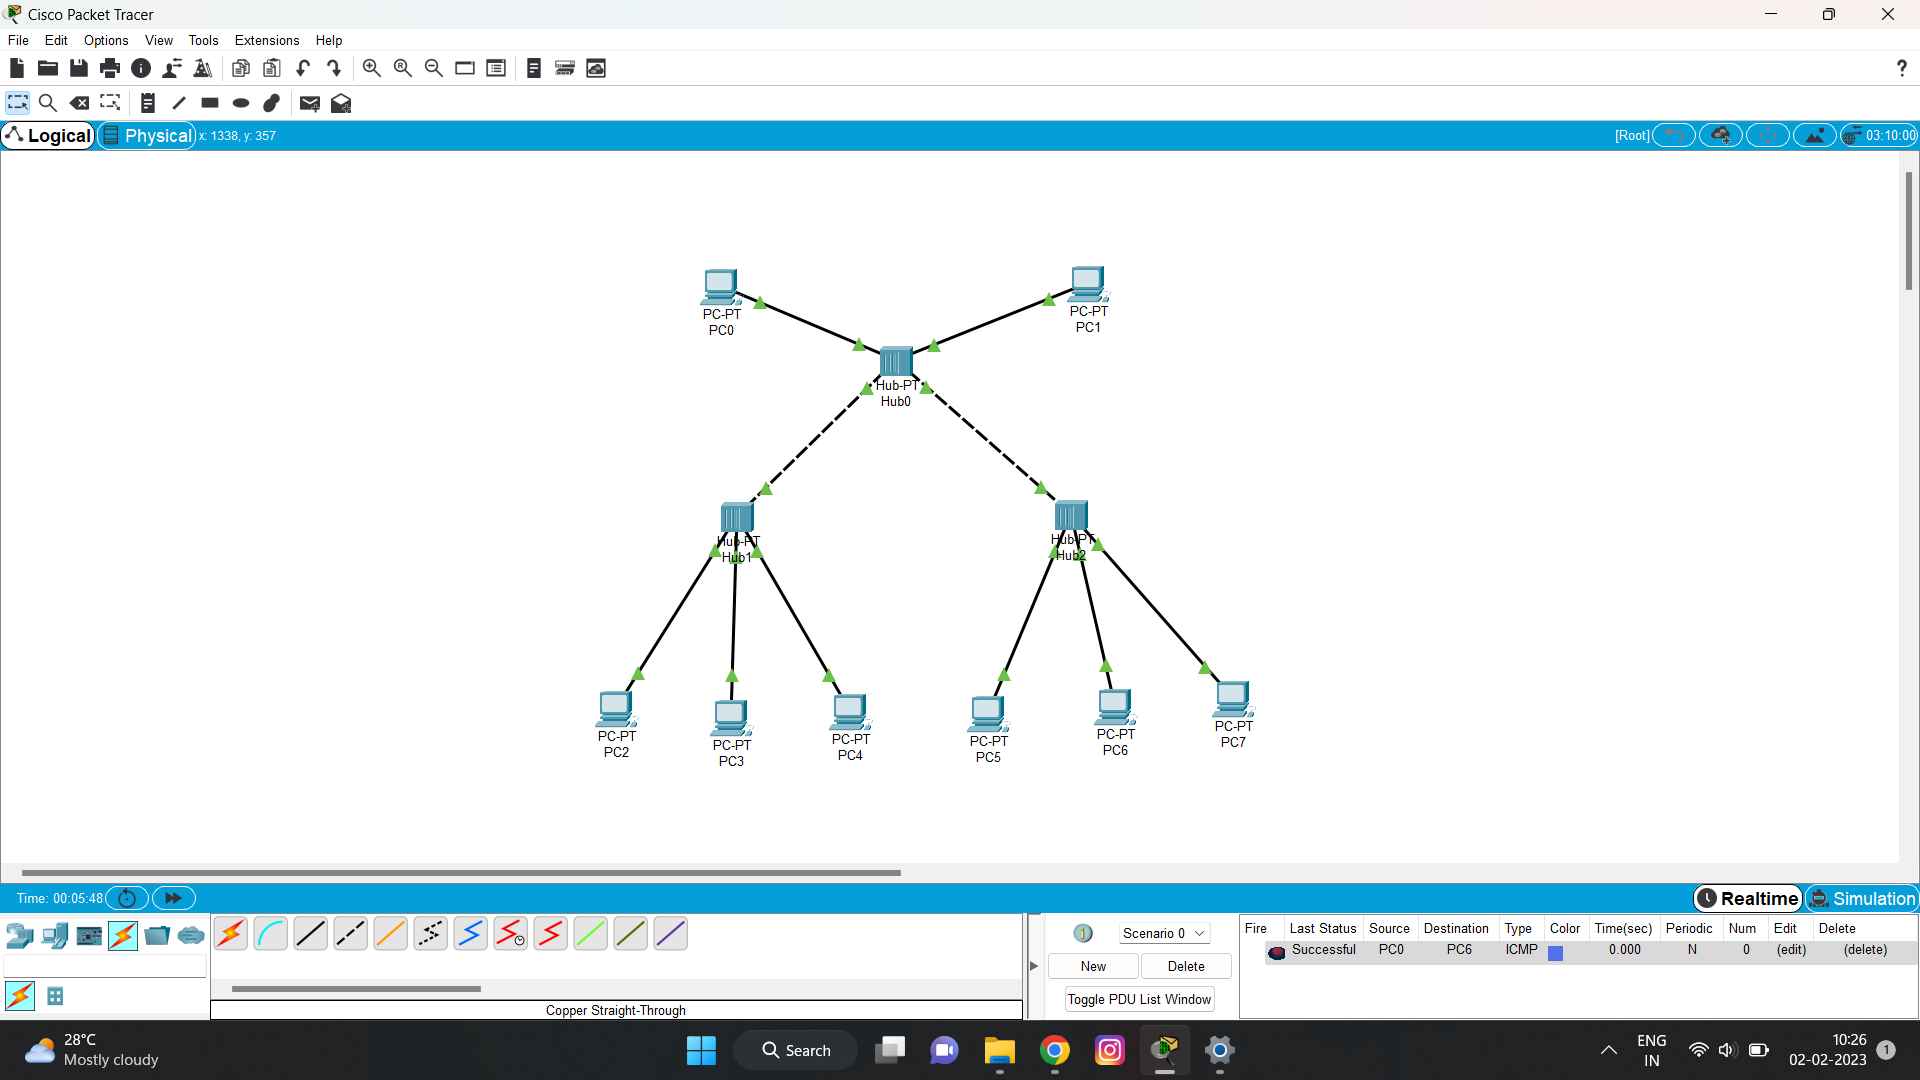 Cisco Packet Tracer
File Edit Options View Tools Extensions Help
?
Logical Physical x: 1338, y: 357 [Root] 03:10:00
PC-PT
PC0
PC-PT
PC1
Hub-PT
Hub0
Hub-PT
Hub1
Hub-PT
Hub2
PC-PT
PC2
PC-PT
PC3
PC-PT
PC4
PC-PT
PC5
PC-PT
PC6
PC-PT
PC7
Time: 00:05:48 Realtime Simulation
Scenario 0
New Delete
Toggle PDU List Window
Fire Last Status Source Destination Type Color Time(sec) Periodic Num Edit Delete
Successful PC0 PC6 ICMP 0.000 N 0 (edit) (delete)
Copper Straight-Through
28°C
Mostly cloudy
Search
ENG
IN
10:26
02-02-2023
1